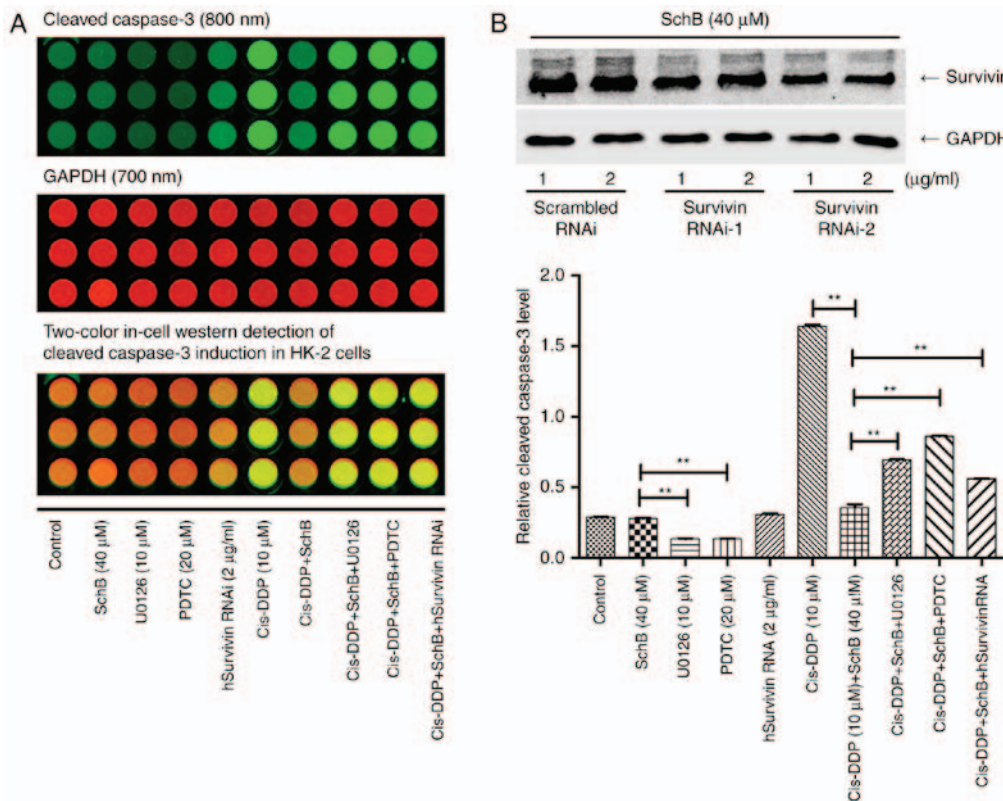 A
Cleaved caspase-3 (800 nm)
GAPDH (700 nm)
Two-color in-cell western detection of
cleaved caspase-3 induction in HK-2 cells
Control
SchB (40 µM)
U0126 (10 µM)
PDTC (20 µM)
hSurvivin RNAi (2 µg/ml)
Cis-DDP (10 µM)
Cis-DDP+SchB
Cis-DDP+SchB+U0126
Cis-DDP+SchB+PDTC
Cis-DDP+SchB+hSurvivin RNAi
B
SchB (40 µM)
← Survivin
← GAPDH
1 2 1 2 1 2 (µg/ml)
Scrambled Survivin Survivin
RNAi RNAi-1 RNAi-2
Relative cleaved caspase-3 level
2.0
1.5
1.0
0.5
0.0
**
**
**
**
**
**
Control
SchB (40 µM)
U0126 (10 µM)
PDTC (20 µM)
hSurvivin RNA (2 µg/ml)
Cis-DDP (10 µM)
Cis-DDP (10 µM)+SchB (40 µM)
Cis-DDP+SchB+U0126
Cis-DDP+SchB+PDTC
Cis-DDP+SchB+hSurvivinRNA